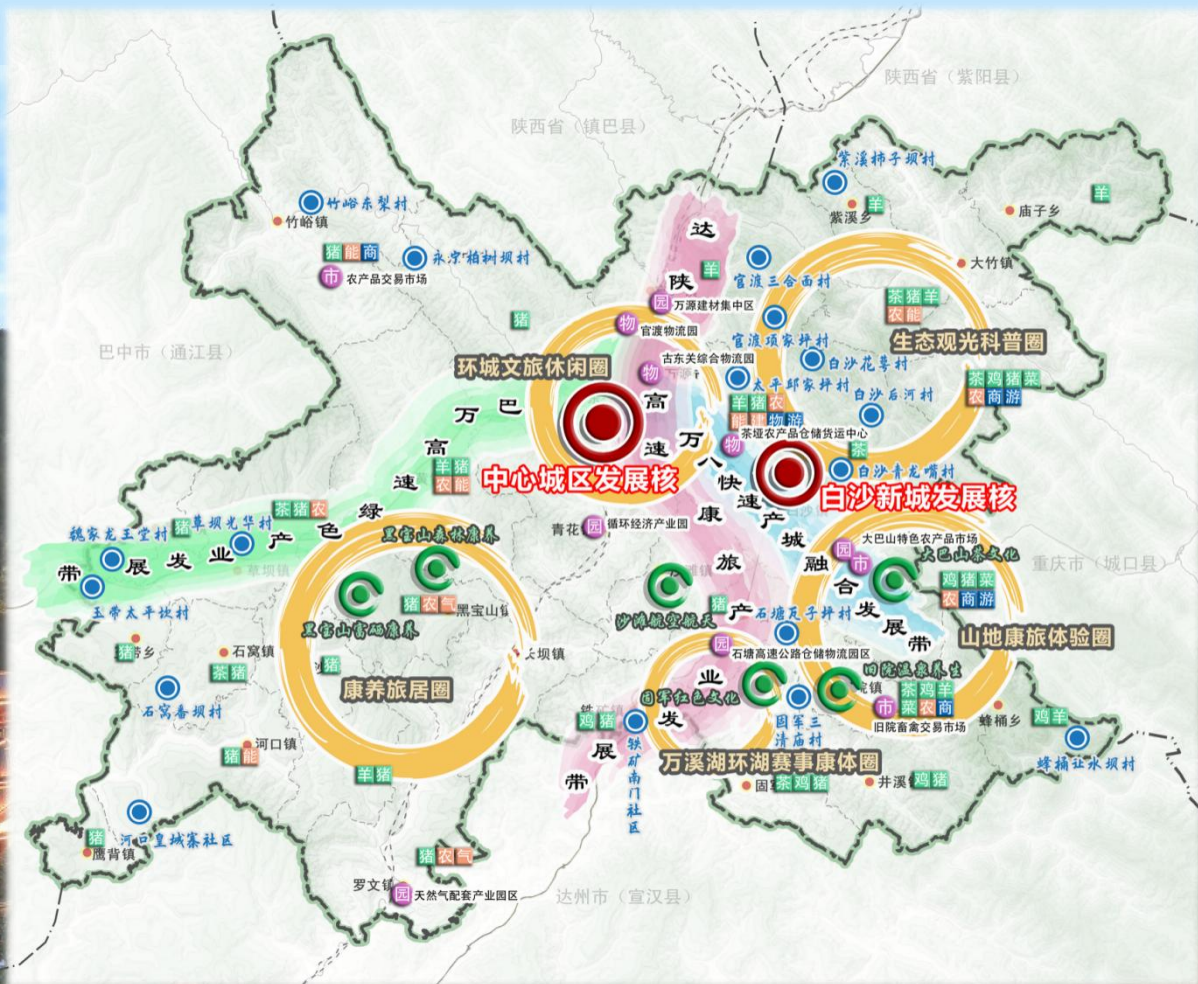 陕西省（紫阳县）
陕西省（镇巴县）
紫溪柿子坝村
紫溪乡
羊
羊
庙子乡
竹峪东梨村
竹峪镇
猪能商
市 农产品交易市场
永宁柏树坝村
大竹镇
官渡三合面村
达陕高速康旅产业发展带
羊
园 万源建材集中区
茶猪羊
农能
生态观光科普圈
猪
物 官渡物流园
官渡项家坪村
巴中市（通江县）
环城文旅休闲圈
古东关综合物流园
物
白沙花萼村
太平邱家坪村
白沙后河村
茶鸡猪菜
农商游
羊猪农
能建物游
万巴高速绿色产业发展带
茶垭农产品仓储货运中心
物
万八快速产城融合发展带
茶
羊猪
农能
中心城区发展核
白沙青龙嘴村
白沙新城发展核
茶猪农
青花
园 循环经济产业园
猪
草坝光华村
魏家龙王堂村
草坝镇
黑宝山森林康养
大巴山特色农产品市场
园
市
大巴山茶文化
重庆市（城口县）
鸡猪菜
农商游
玉带太平饮村
黑宝山富硒康养
猪农气
黑宝山镇
沙滩航空航天
猪
石塘瓦子坪村
山地康旅体验圈
猪
石窝镇
茶猪
猪
长坝镇
园
石塘高速公路仓储物流园区
旧院温泉养生
康养旅居圈
石窝番坝村
固军红色文化
茶鸡羊
市 菜农商
旧院畜禽交易市场
固军三
清庙村
鸡猪
铁矿南门社区
蜂桶乡
鸡羊
蜂桶让水坝村
河口镇
猪能
羊猪
万溪湖环湖赛事康体圈
茶鸡猪
井溪
鸡猪
河口皇城寨社区
猪
鹰背镇
猪农气
罗文镇
园 天然气配套产业园区
达州市（宣汉县）